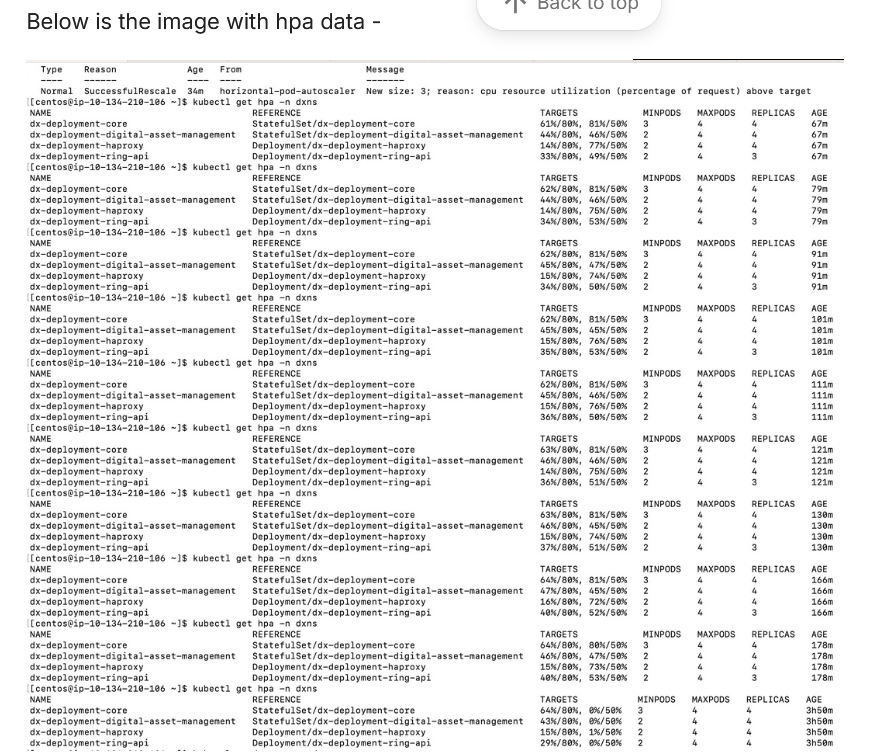 Below is the image with hpa data -
Back to top
Type Reason Age From Message
---- ------ ---- ---- -------
Normal SuccessfulRescale 34m horizontal-pod-autoscaler New size: 3; reason: cpu resource utilization (percentage of request) above target
[[centos@ip-10-134-210-106 ~]$ kubectl get hpa -n dxns
NAME REFERENCE TARGETS MINPODS MAXPODS REPLICAS AGE
dx-deployment-core StatefulSet/dx-deployment-core 61%/80%, 81%/50% 3 4 4 67m
dx-deployment-digital-asset-management StatefulSet/dx-deployment-digital-asset-management 44%/80%, 46%/50% 2 4 4 67m
dx-deployment-haproxy Deployment/dx-deployment-haproxy 14%/80%, 77%/50% 2 4 4 67m
dx-deployment-ring-api Deployment/dx-deployment-ring-api 33%/80%, 49%/50% 2 4 3 67m
[[centos@ip-10-134-210-106 ~]$ kubectl get hpa -n dxns
NAME REFERENCE TARGETS MINPODS MAXPODS REPLICAS AGE
dx-deployment-core StatefulSet/dx-deployment-core 62%/80%, 81%/50% 3 4 4 79m
dx-deployment-digital-asset-management StatefulSet/dx-deployment-digital-asset-management 44%/80%, 46%/50% 2 4 4 79m
dx-deployment-haproxy Deployment/dx-deployment-haproxy 14%/80%, 75%/50% 2 4 4 79m
dx-deployment-ring-api Deployment/dx-deployment-ring-api 34%/80%, 53%/50% 2 4 3 79m
[[centos@ip-10-134-210-106 ~]$ kubectl get hpa -n dxns
NAME REFERENCE TARGETS MINPODS MAXPODS REPLICAS AGE
dx-deployment-core StatefulSet/dx-deployment-core 62%/80%, 81%/50% 3 4 4 91m
dx-deployment-digital-asset-management StatefulSet/dx-deployment-digital-asset-management 45%/80%, 47%/50% 2 4 4 91m
dx-deployment-haproxy Deployment/dx-deployment-haproxy 15%/80%, 74%/50% 2 4 4 91m
dx-deployment-ring-api Deployment/dx-deployment-ring-api 34%/80%, 50%/50% 2 4 3 91m
[[centos@ip-10-134-210-106 ~]$ kubectl get hpa -n dxns
NAME REFERENCE TARGETS MINPODS MAXPODS REPLICAS AGE
dx-deployment-core StatefulSet/dx-deployment-core 62%/80%, 81%/50% 3 4 4 101m
dx-deployment-digital-asset-management StatefulSet/dx-deployment-digital-asset-management 45%/80%, 45%/50% 2 4 4 101m
dx-deployment-haproxy Deployment/dx-deployment-haproxy 15%/80%, 76%/50% 2 4 4 101m
dx-deployment-ring-api Deployment/dx-deployment-ring-api 35%/80%, 53%/50% 2 4 3 101m
[[centos@ip-10-134-210-106 ~]$ kubectl get hpa -n dxns
NAME REFERENCE TARGETS MINPODS MAXPODS REPLICAS AGE
dx-deployment-core StatefulSet/dx-deployment-core 62%/80%, 81%/50% 3 4 4 111m
dx-deployment-digital-asset-management StatefulSet/dx-deployment-digital-asset-management 45%/80%, 46%/50% 2 4 4 111m
dx-deployment-haproxy Deployment/dx-deployment-haproxy 15%/80%, 76%/50% 2 4 4 111m
dx-deployment-ring-api Deployment/dx-deployment-ring-api 36%/80%, 50%/50% 2 4 3 111m
[[centos@ip-10-134-210-106 ~]$ kubectl get hpa -n dxns
NAME REFERENCE TARGETS MINPODS MAXPODS REPLICAS AGE
dx-deployment-core StatefulSet/dx-deployment-core 63%/80%, 81%/50% 3 4 4 121m
dx-deployment-digital-asset-management StatefulSet/dx-deployment-digital-asset-management 46%/80%, 46%/50% 2 4 4 121m
dx-deployment-haproxy Deployment/dx-deployment-haproxy 14%/80%, 75%/50% 2 4 4 121m
dx-deployment-ring-api Deployment/dx-deployment-ring-api 36%/80%, 51%/50% 2 4 3 121m
[[centos@ip-10-134-210-106 ~]$ kubectl get hpa -n dxns
NAME REFERENCE TARGETS MINPODS MAXPODS REPLICAS AGE
dx-deployment-core StatefulSet/dx-deployment-core 63%/80%, 81%/50% 3 4 4 130m
dx-deployment-digital-asset-management StatefulSet/dx-deployment-digital-asset-management 46%/80%, 45%/50% 2 4 4 130m
dx-deployment-haproxy Deployment/dx-deployment-haproxy 15%/80%, 74%/50% 2 4 4 130m
dx-deployment-ring-api Deployment/dx-deployment-ring-api 37%/80%, 51%/50% 2 4 3 130m
[[centos@ip-10-134-210-106 ~]$ kubectl get hpa -n dxns
NAME REFERENCE TARGETS MINPODS MAXPODS REPLICAS AGE
dx-deployment-core StatefulSet/dx-deployment-core 64%/80%, 81%/50% 3 4 4 166m
dx-deployment-digital-asset-management StatefulSet/dx-deployment-digital-asset-management 47%/80%, 45%/50% 2 4 4 166m
dx-deployment-haproxy Deployment/dx-deployment-haproxy 16%/80%, 72%/50% 2 4 4 166m
dx-deployment-ring-api Deployment/dx-deployment-ring-api 40%/80%, 52%/50% 2 4 3 166m
[[centos@ip-10-134-210-106 ~]$ kubectl get hpa -n dxns
NAME REFERENCE TARGETS MINPODS MAXPODS REPLICAS AGE
dx-deployment-core StatefulSet/dx-deployment-core 64%/80%, 80%/50% 3 4 4 178m
dx-deployment-digital-asset-management StatefulSet/dx-deployment-digital-asset-management 46%/80%, 47%/50% 2 4 4 178m
dx-deployment-haproxy Deployment/dx-deployment-haproxy 15%/80%, 73%/50% 2 4 4 178m
dx-deployment-ring-api Deployment/dx-deployment-ring-api 40%/80%, 53%/50% 2 4 3 178m
[[centos@ip-10-134-210-106 ~]$ kubectl get hpa -n dxns
NAME REFERENCE TARGETS MINPODS MAXPODS REPLICAS AGE
dx-deployment-core StatefulSet/dx-deployment-core 64%/80%, 0%/50% 3 4 4 3h50m
dx-deployment-digital-asset-management StatefulSet/dx-deployment-digital-asset-management 43%/80%, 0%/50% 2 4 4 3h50m
dx-deployment-haproxy Deployment/dx-deployment-haproxy 15%/80%, 1%/50% 2 4 4 3h50m
dx-deployment-ring-api Deployment/dx-deployment-ring-api 29%/80%, 0%/50% 2 4 4 3h50m